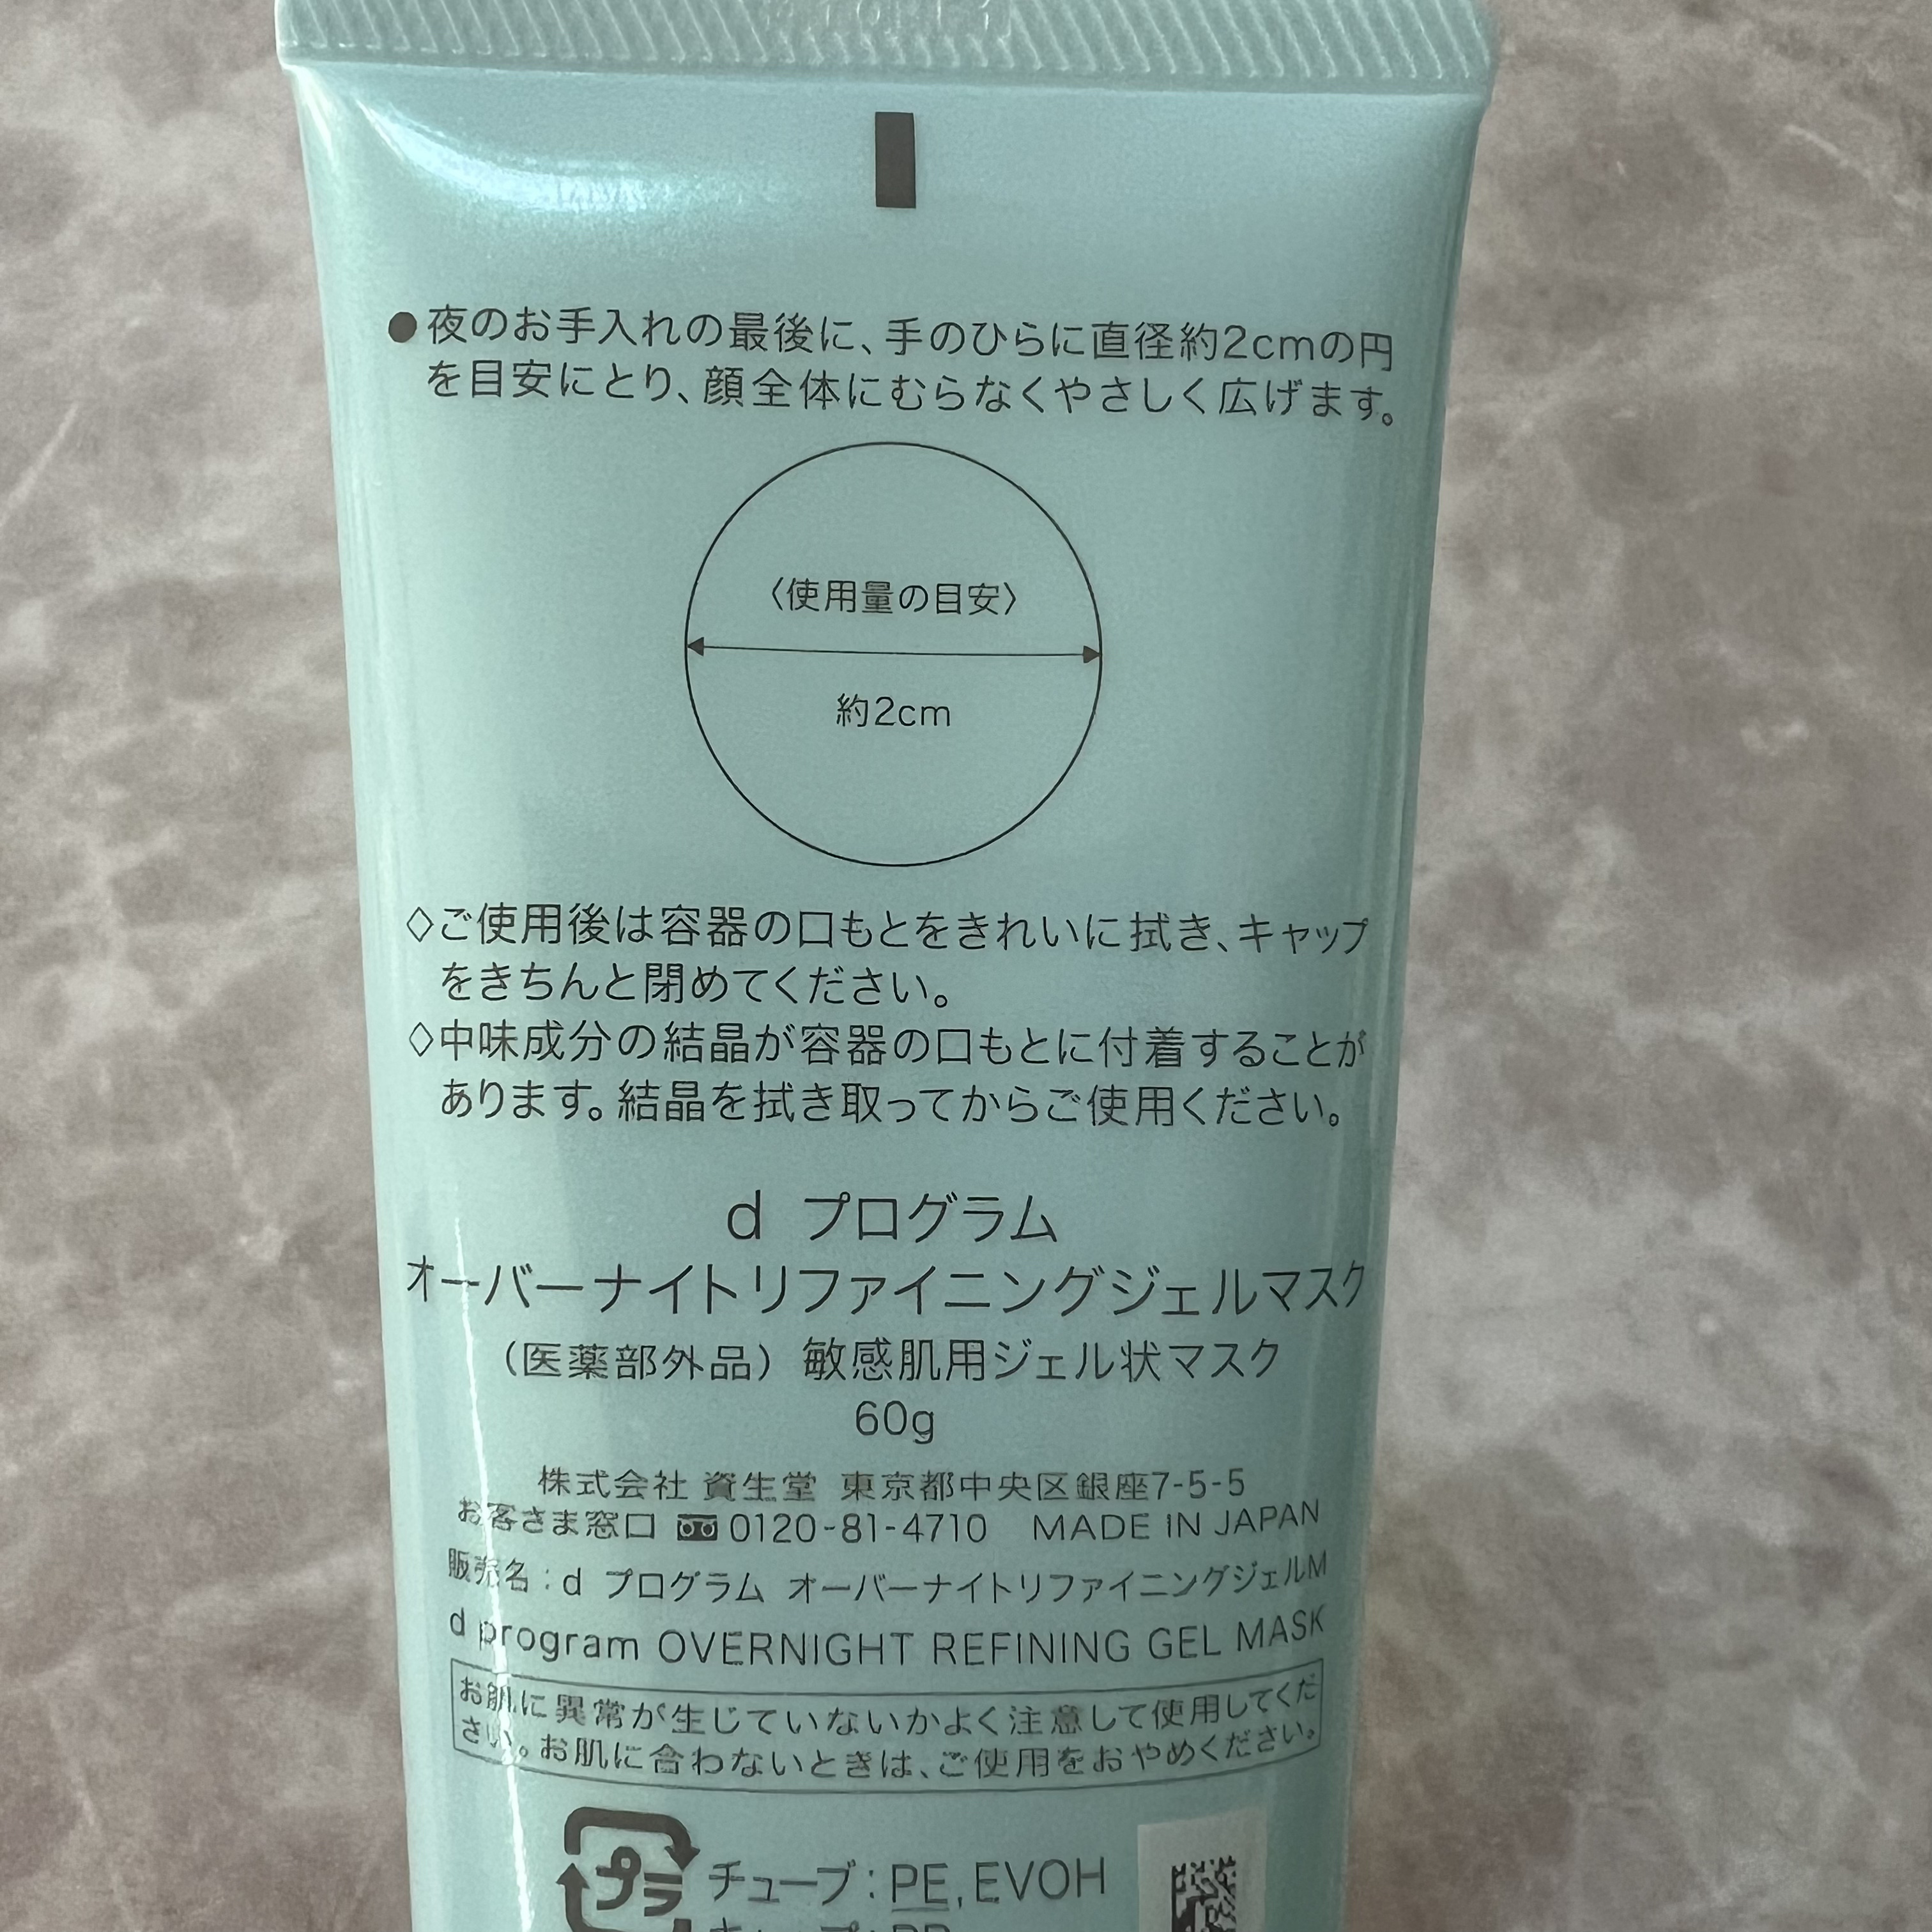 ●夜のお手入れの最後に、手のひらに直径約2cmの円
を目安にとり、顔全体にむらなくやさしく広げます。
〈使用量の目安〉
約2cm
◇ご使用後は容器の口もとをきれいに拭き、キャップ
をきちんと閉めてください。
◇中味成分の結晶が容器の口もとに付着することが
あります。結晶を拭き取ってからご使用ください。
d プログラム
オーバーナイトリファイニングジェルマスク
(医薬部外品) 敏感肌用ジェル状マスク
60g
株式会社 資生堂 東京都中央区銀座7-5-5
お客さま窓口 0120-81-4710 MADE IN JAPAN
販売名:d プログラム オーバーナイトリファイニングジェルM
d program OVERNIGHT REFINING GEL MASK
お肌に異常が生じていないかよく注意して使用してくだ
さい。お肌に合わないときは、ご使用をおやめください。
プラ
チューブ:PE,EVOH